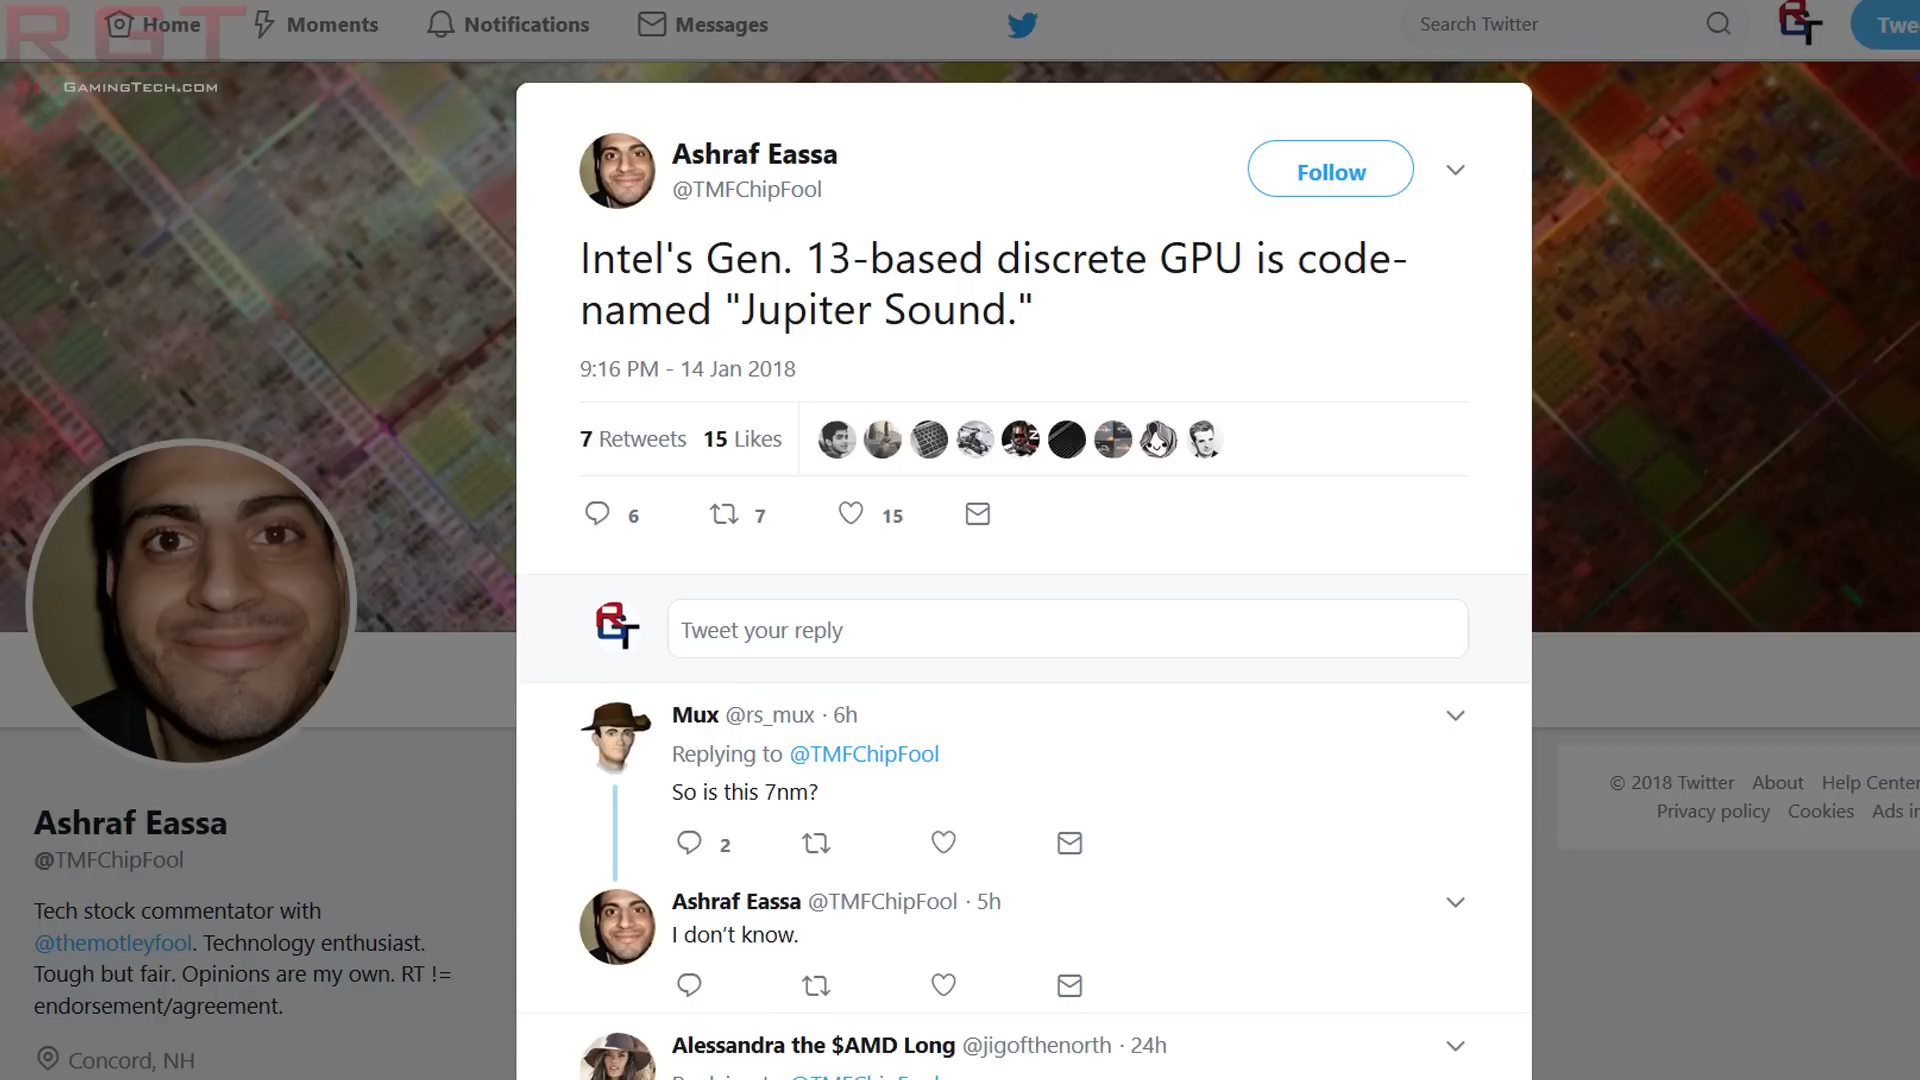 RGT
Home
Moments
Notifications
Messages
Search Twitter
GamingTech.com
Ashraf Eassa
@TMFChipFool
Follow
Intel's Gen. 13-based discrete GPU is code-
named "Jupiter Sound."
9:16 PM - 14 Jan 2018
7 Retweets 15 Likes
6 7 15
Tweet your reply
Mux @rs_mux · 6h
Replying to @TMFChipFool
So is this 7nm?
2
Ashraf Eassa @TMFChipFool · 5h
I don't know.
Alessandra the $AMD Long @jigofthenorth · 24h
Ashraf Eassa
@TMFChipFool
Tech stock commentator with
@themotleyfool. Technology enthusiast.
Tough but fair. Opinions are my own. RT !=
endorsement/agreement.
Concord, NH
© 2018 Twitter About Help Center
Privacy policy Cookies Ads